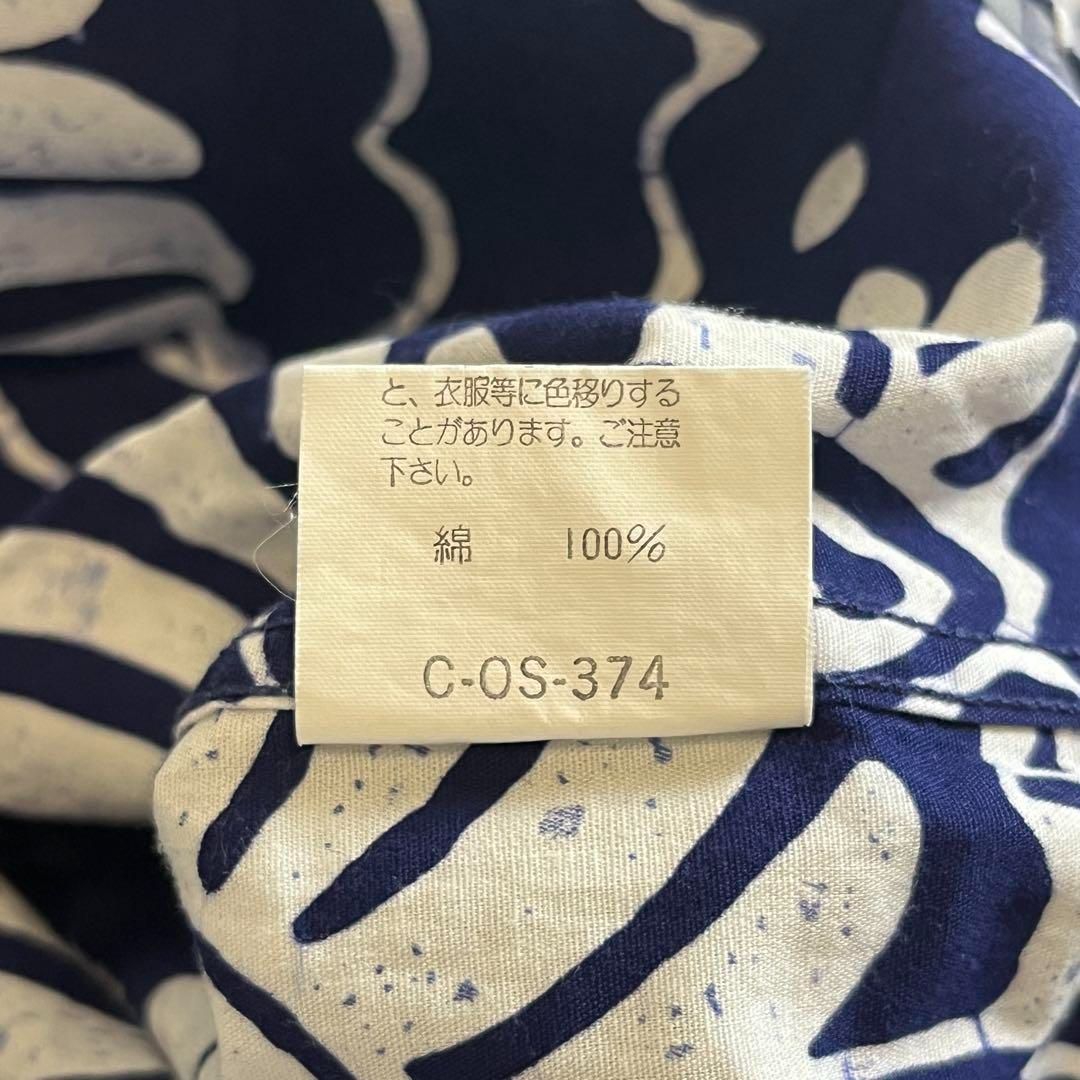 と、衣服等に色移りする
ことがあります。ご注意
下さい。
綿 100%
C-OS-374